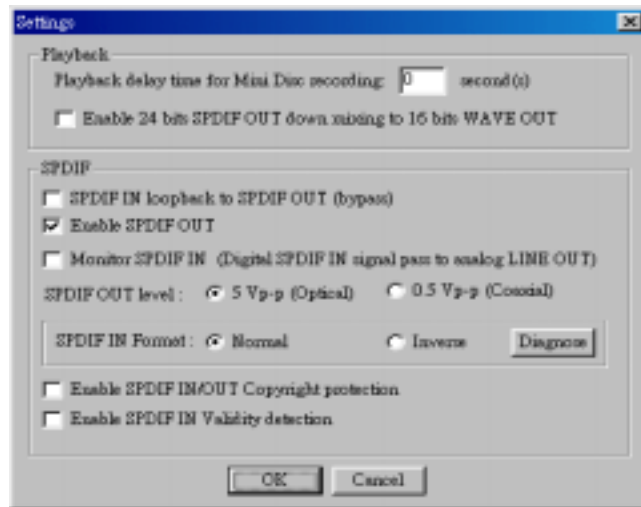 Settings
Playback
Playback delay time for Mini Disc recording: 0 second(s)
Enable 24 bits SPDIF OUT down mixing to 16 bits WAVE OUT
SPDIF
SPDIF IN loopback to SPDIF OUT (bypass)
Enable SPDIF OUT
Monitor SPDIF IN (Digital SPDIF IN signal pass to analog LINE OUT)
SPDIF OUT level : 5 Vp-p (Optical) 0.5 Vp-p (Coaxial)
SPDIF IN Format : Normal Inverse Diagnose
Enable SPDIF IN/OUT Copyright protection
Enable SPDIF IN Validity detection
OK Cancel